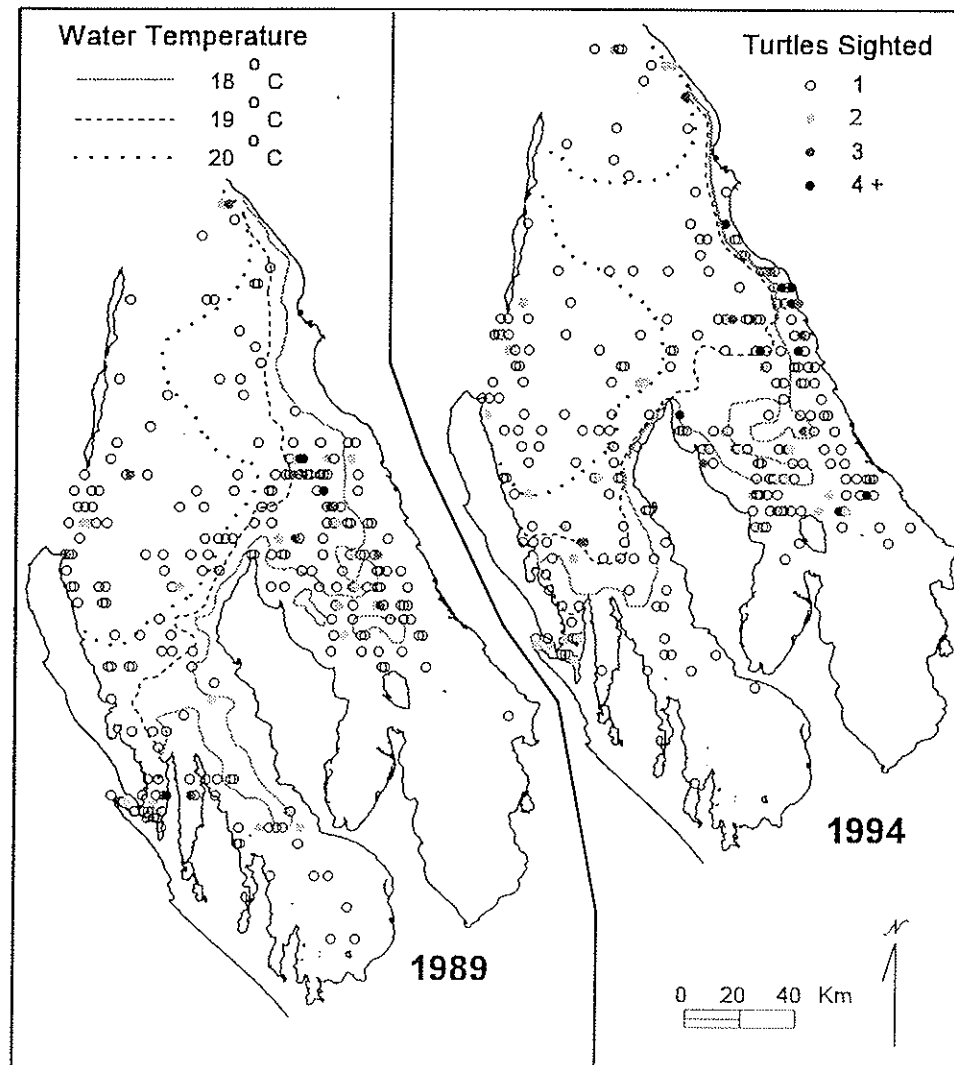 Water Temperature
18 °C
19 °C
20 °C
Turtles Sighted
1
2
3
4 +
1994
1989
N
0 20 40 Km